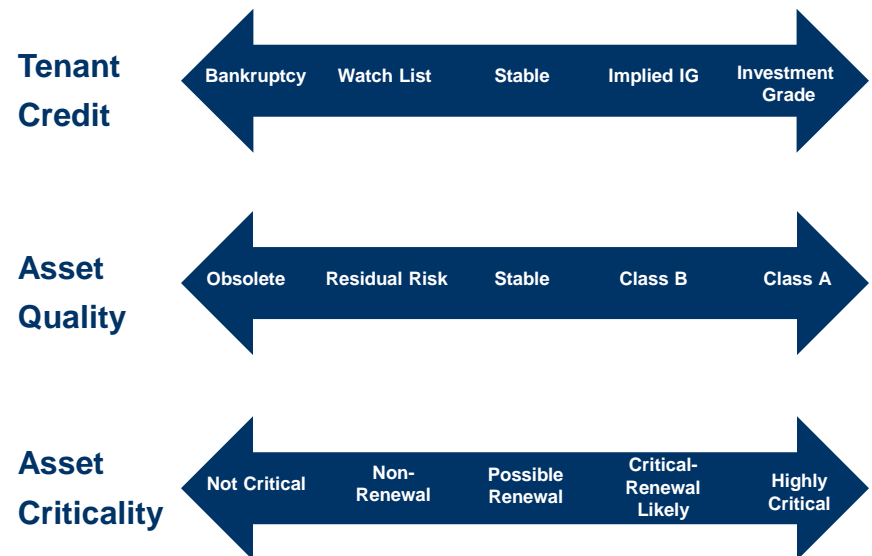 Tenant
Credit
Bankruptcy Watch List Stable Implied IG Investment
Grade
Asset
Quality
Obsolete Residual Risk Stable Class B Class A
Asset
Criticality
Not Critical
Non-
Renewal
Possible
Renewal
Critical-
Renewal
Likely
Highly
Critical